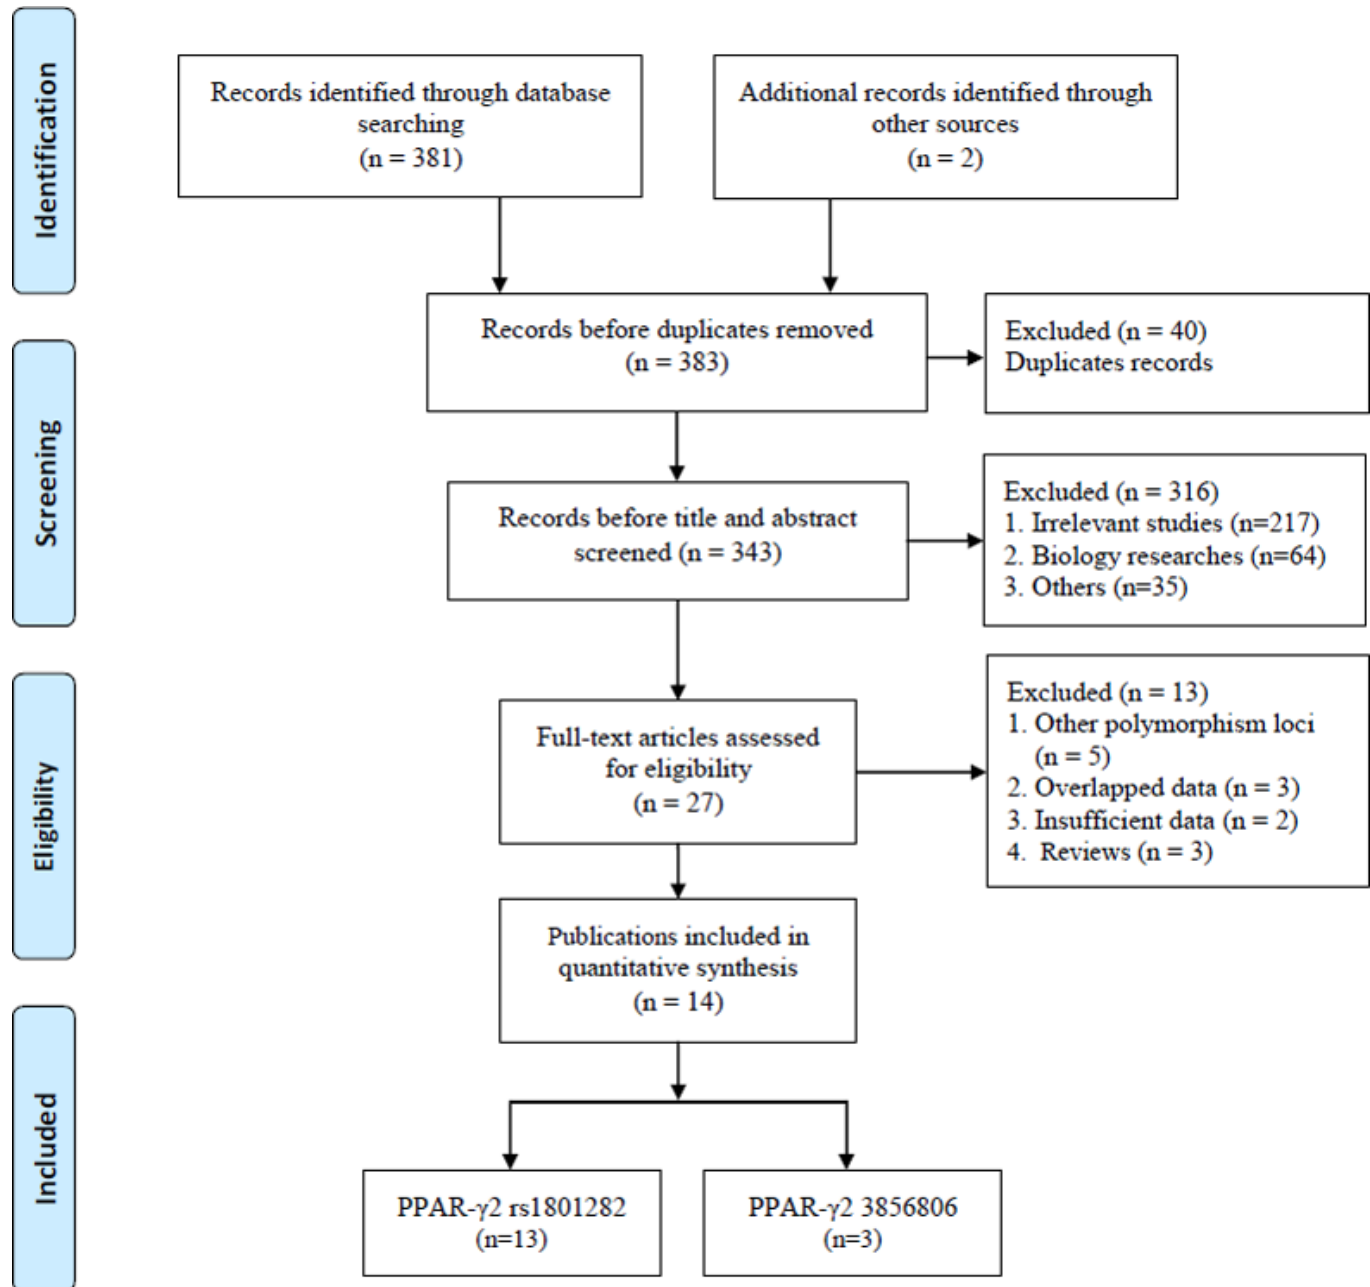 Identification
Records identified through database
searching
(n = 381)
Additional records identified through
other sources
(n = 2)
Screening
Records before duplicates removed
(n = 383)
Excluded (n = 40)
Duplicates records
Records before title and abstract
screened (n = 343)
Excluded (n = 316)
1. Irrelevant studies (n=217)
2. Biology researches (n=64)
3. Others (n=35)
Eligibility
Full-text articles assessed
for eligibility
(n = 27)
Excluded (n = 13)
1. Other polymorphism loci
(n = 5)
2. Overlapped data (n = 3)
3. Insufficient data (n = 2)
4. Reviews (n = 3)
Publications included in
quantitative synthesis
(n = 14)
Included
PPAR-γ2 rs1801282
(n=13)
PPAR-γ2 3856806
(n=3)